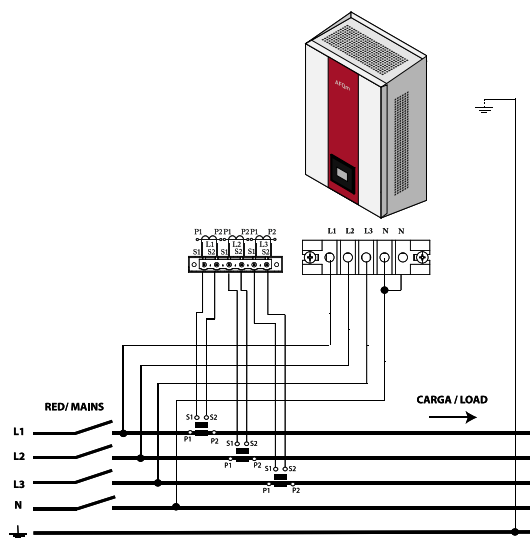 AFQm
L1 L2 L3 N N
P1 P2 P1 P2 P1 P2
L1 L2 L3
S1 S2 S1 S2 S1 S2
RED/ MAINS
CARGA / LOAD
S1 S2
L1
P1 P2
S1 S2
L2
P1 P2
S1 S2
L3
P1 P2
N